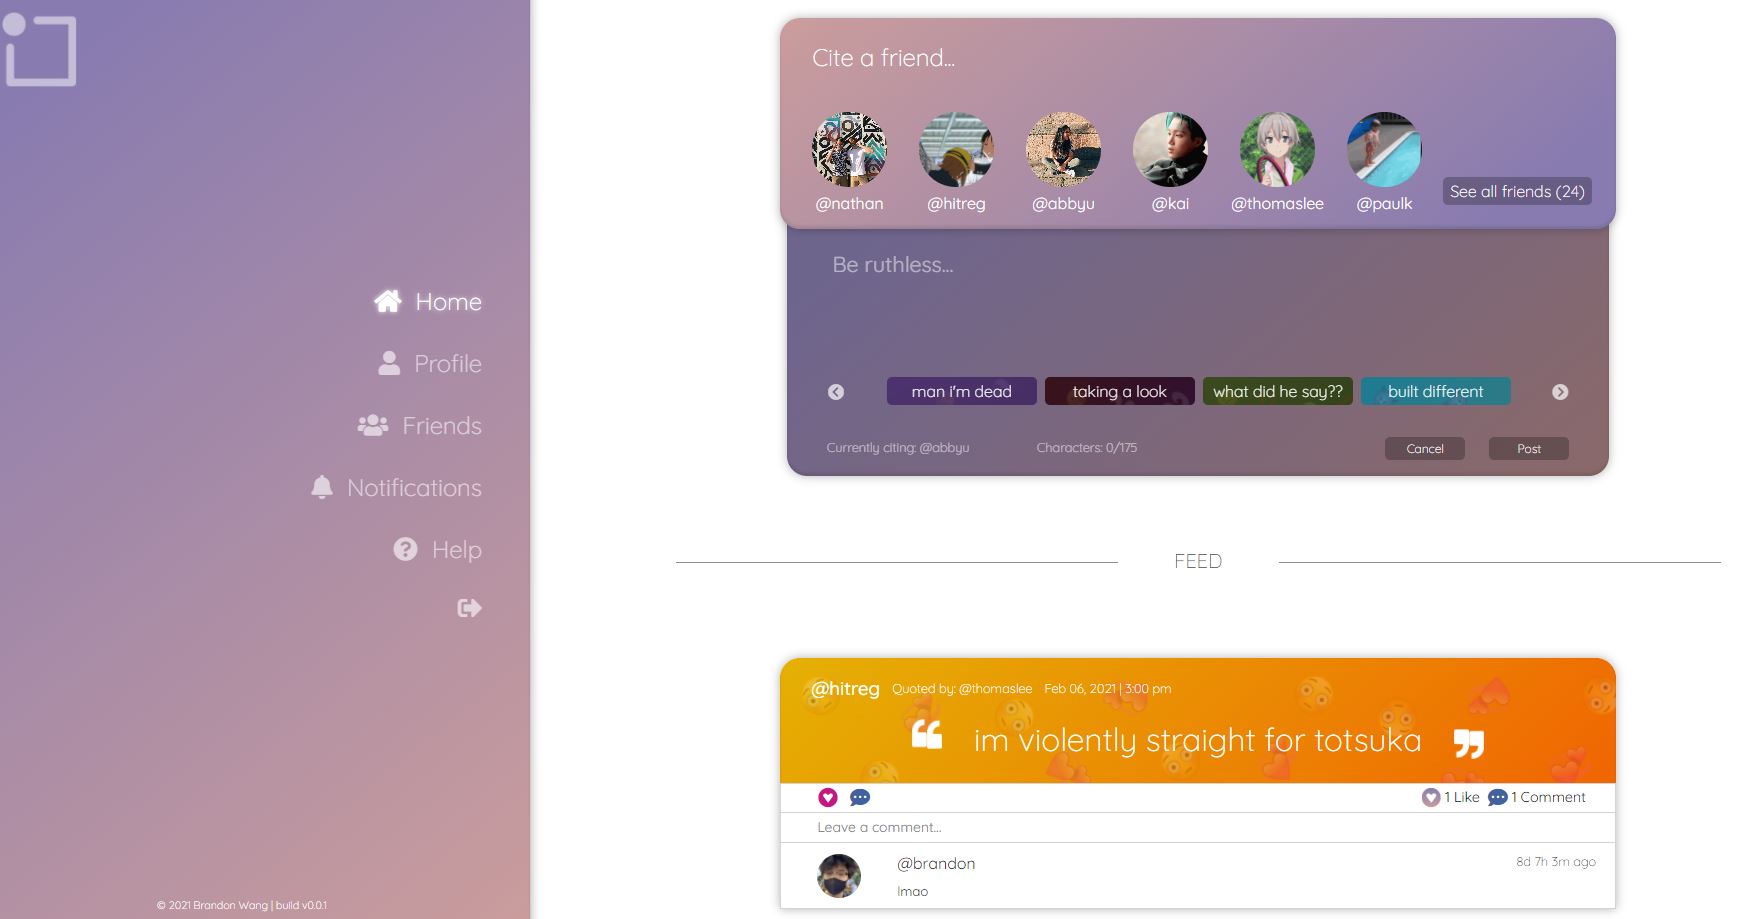 Home
Profile
Friends
Notifications
Help
© 2021 Brandon Wang | build v0.0.1
Cite a friend...
@nathan @hitreg @abbyu @kai @thomaslee @paulk
See all friends (24)
Be ruthless...
man i'm dead taking a look what did he say?? built different
Currently citing: @abbyu Characters: 0/175 Cancel Post
FEED
@hitreg Quoted by: @thomaslee Feb 06, 2021 | 3:00 pm
“ im violently straight for totsuka ”
1 Like 1 Comment
Leave a comment...
@brandon 8d 7h 3m ago
lmao